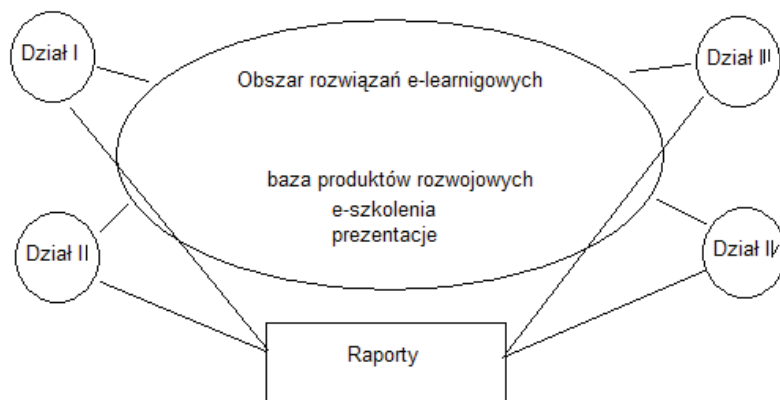 Dział I
Dział III
Obszar rozwiązań e-learnigowych
baza produktów rozwojowych
e-szkolenia
prezentacje
Dział II
Dział IV
Raporty